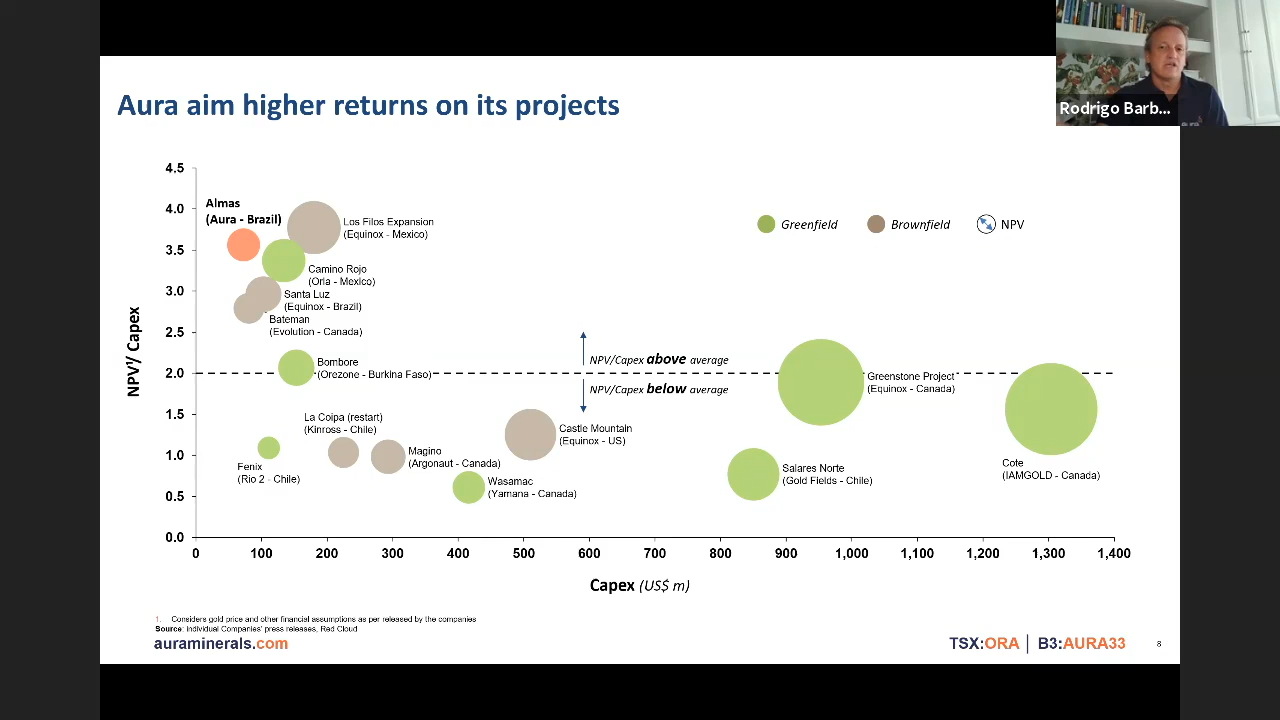 Rodrigo Barb...
Aura aim higher returns on its projects
NPV¹/ Capex
4.5
4.0
3.5
3.0
2.5
2.0
1.5
1.0
0.5
0.0
Almas
(Aura - Brazil)
Los Filos Expansion
(Equinox - Mexico)
Camino Rojo
(Orla - Mexico)
Santa Luz
(Equinox - Brazil)
Bateman
(Evolution - Canada)
Bombore
(Orezone - Burkina Faso)
La Coipa (restart)
(Kinross - Chile)
Fenix
(Rio 2 - Chile)
Magino
(Argonaut - Canada)
Wasamac
(Yamana - Canada)
Castle Mountain
(Equinox - US)
Greenfield
Brownfield
NPV
NPV/Capex above average
NPV/Capex below average
Greenstone Project
(Equinox - Canada)
Salares Norte
(Gold Fields - Chile)
Cote
(IAMGOLD - Canada)
0 100 200 300 400 500 600 700 800 900 1,000 1,100 1,200 1,300 1,400
Capex (US$ m)
1. Considers gold price and other financial assumptions as per released by the companies
Source: Individual Companies' press releases, Red Cloud
auraminerals.com
TSX:ORA | B3:AURA33
8